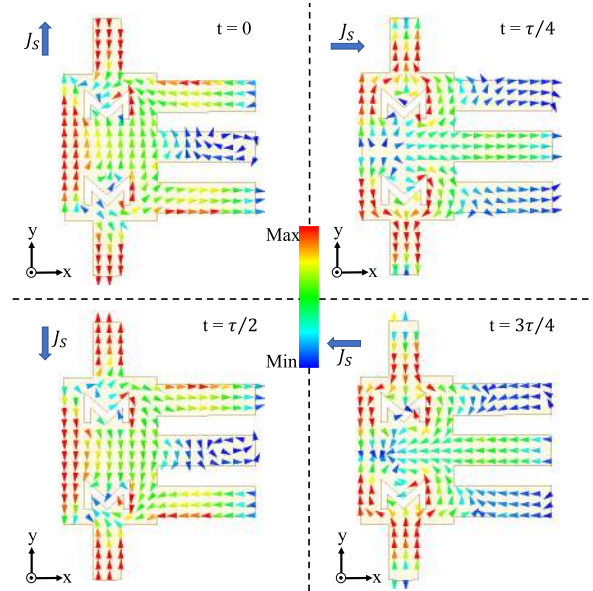 J_S t = 0
J_S t = τ/4
y
x
y
x
Max
Min
J_S t = τ/2
t = 3τ/4
J_S
y
x
y
x